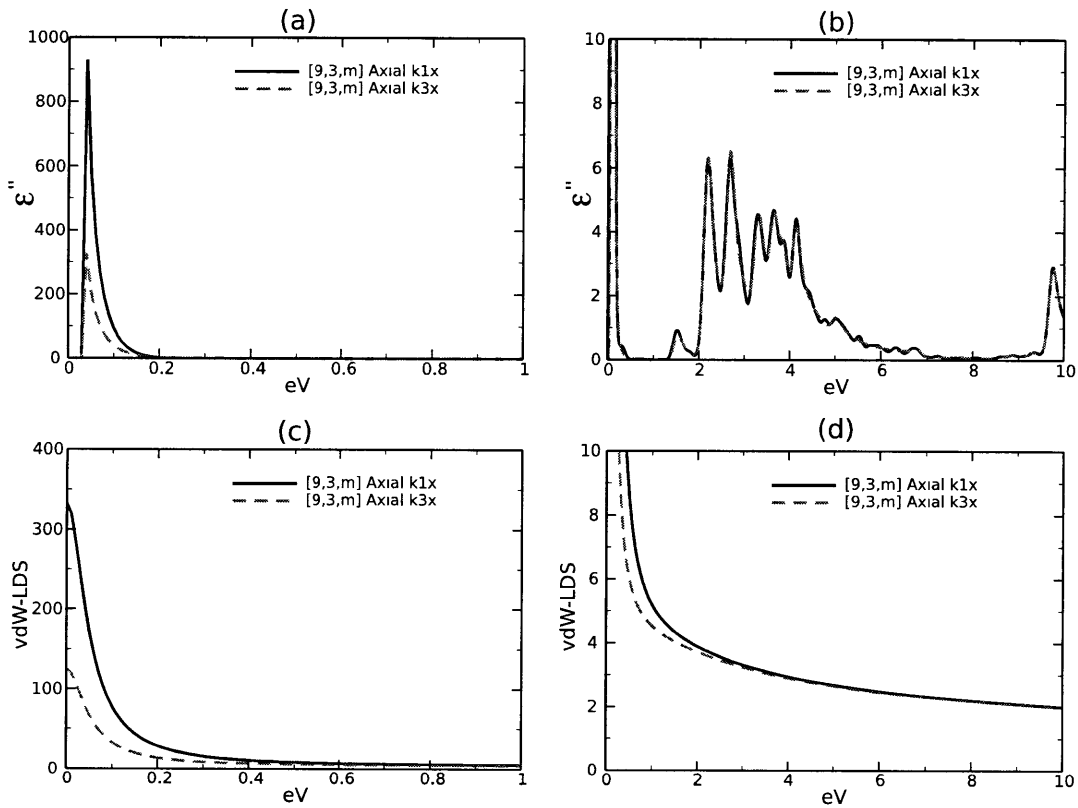 (a)
1000
800
600
400
200
0
ε"
[9,3,m] Axial k1x
[9,3,m] Axial k3x
0 0.2 0.4 0.6 0.8 1
eV
(b)
10
8
6
4
2
0
ε"
[9,3,m] Axial k1x
[9,3,m] Axial k3x
0 2 4 6 8 10
eV
(c)
400
300
200
100
0
vdW-LDS
[9,3,m] Axial k1x
[9,3,m] Axial k3x
0 0.2 0.4 0.6 0.8 1
eV
(d)
10
8
6
4
2
0
vdW-LDS
[9,3,m] Axial k1x
[9,3,m] Axial k3x
0 2 4 6 8 10
eV